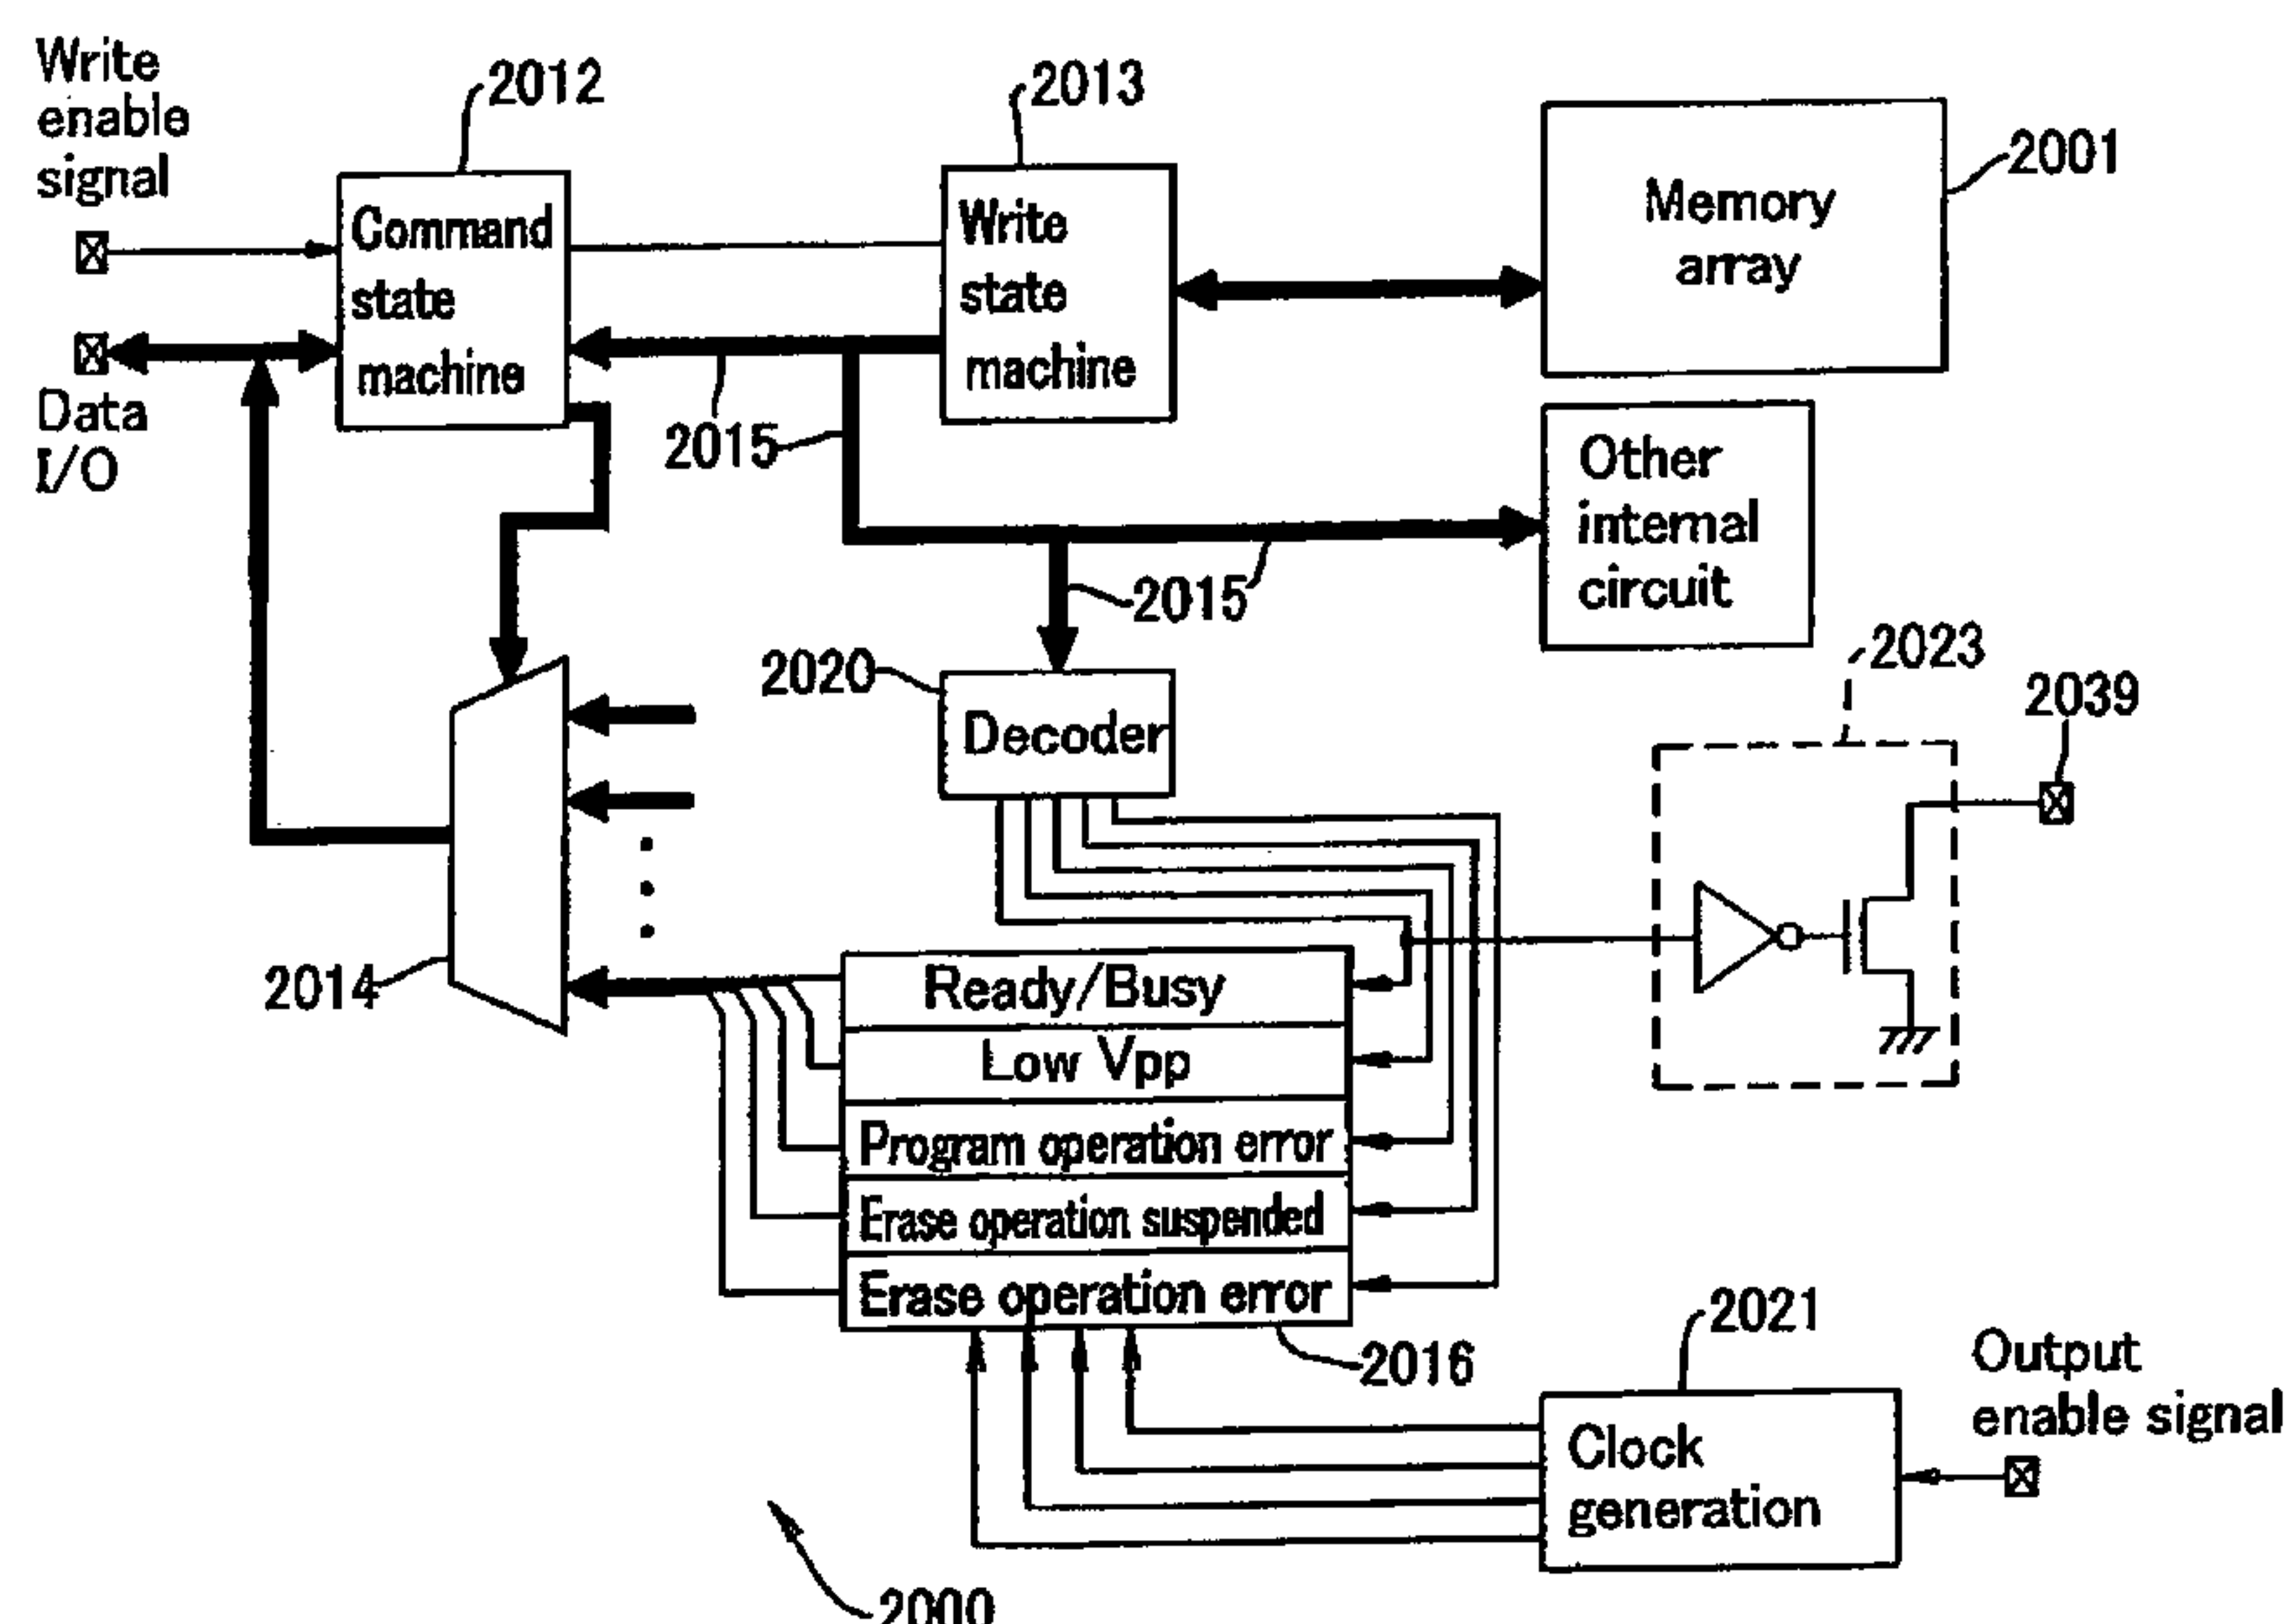 Write
enable
signal
2012
2013
2001
Command
state
machine
Write
state
machine
Memory
array
Data
I/O
2015
Other
internal
circuit
2015
2023
2020
Decoder
2039
2014
Ready/Busy
Low Vpp
Program operation error
Erase operation suspended
Erase operation error
2016
2021
Output
enable signal
Clock
generation
2000